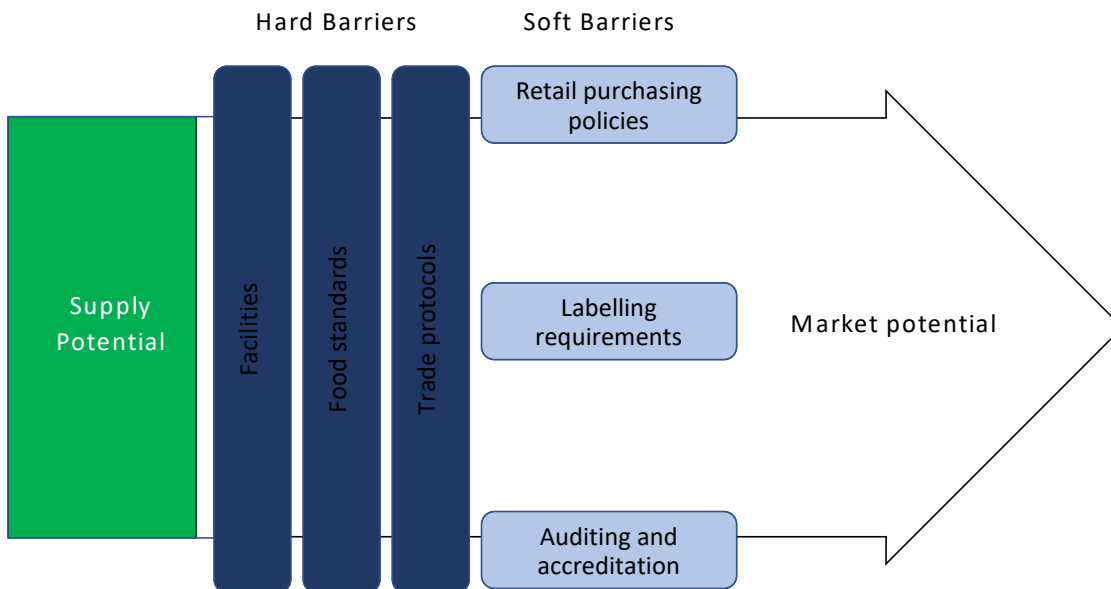 Hard Barriers
Soft Barriers
Supply
Potential
Facilities
Food standards
Trade protocols
Retail purchasing
policies
Labelling
requirements
Auditing and
accreditation
Market potential